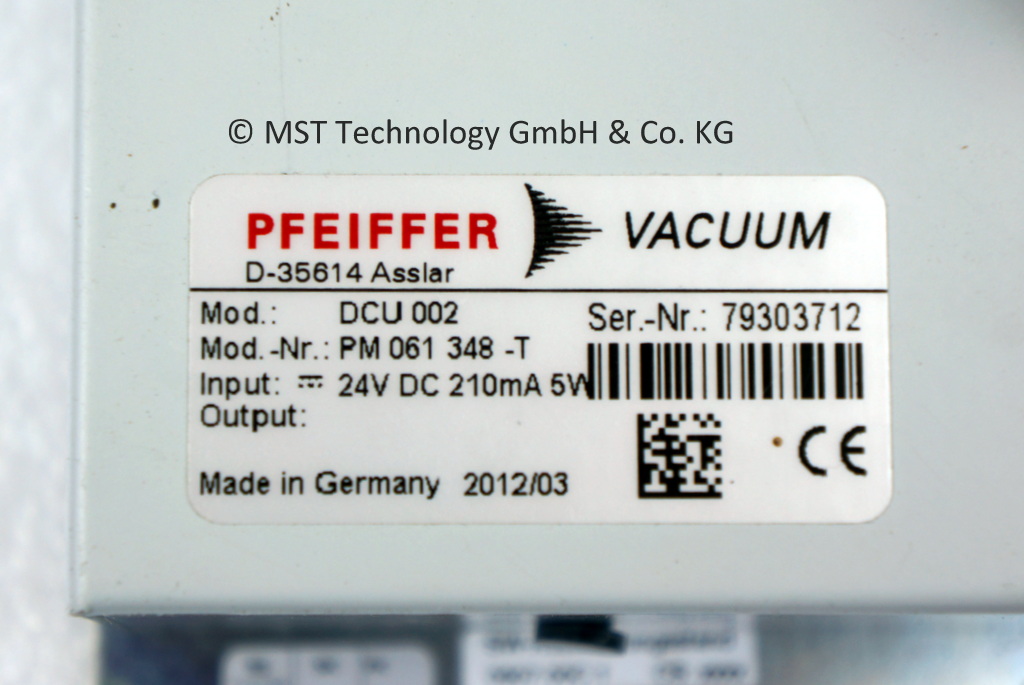 © MST Technology GmbH & Co. KG
PFEIFFER VACUUM
D-35614 Asslar
Mod.: DCU 002
Ser.-Nr.: 79303712
Mod.-Nr.: PM 061 348 -T
Input: ⎓ 24V DC 210mA 5W
Output:
CE
Made in Germany 2012/03